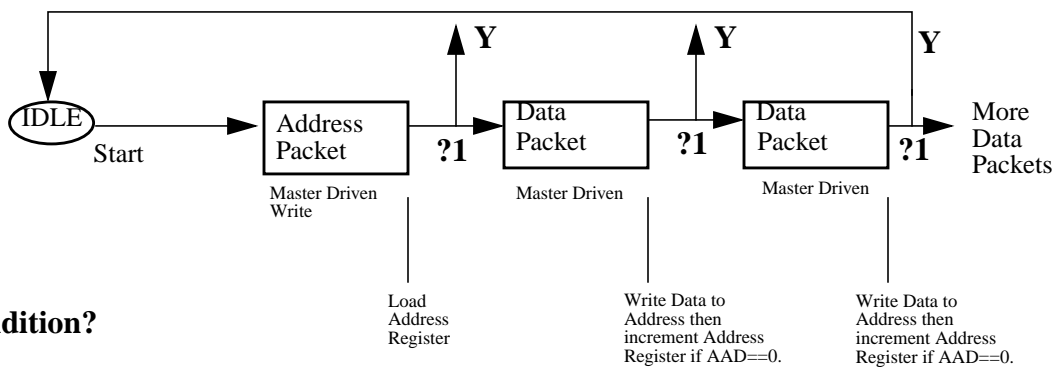 Y
Y
Y
IDLE
Start
Address
Packet
?1
Data
Packet
?1
Data
Packet
?1
More
Data
Packets
Master Driven
Write
Master Driven
Master Driven
Load
Address
Register
Write Data to
Address then
increment Address
Register if AAD==0.
Write Data to
Address then
increment Address
Register if AAD==0.
dition?